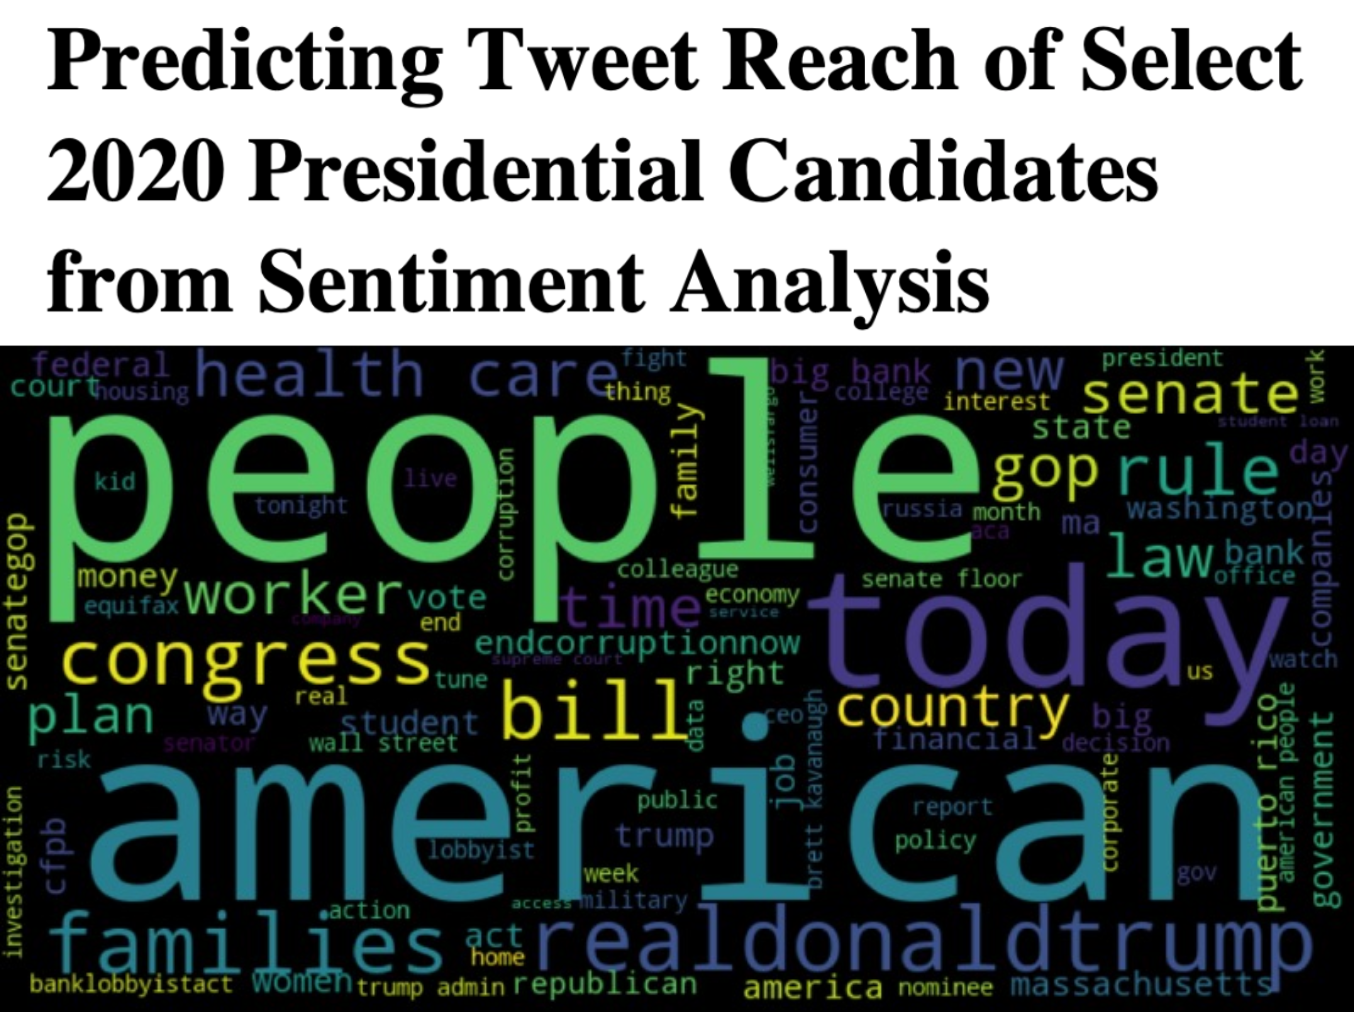 Predicting Tweet Reach of Select
2020 Presidential Candidates
from Sentiment Analysis
federal
health care
fight
big bank
new
president
work
court
housing
thing
college
interest
senate
people
family
wellsfargo
consumer
state
student loan
gop
rule
day
kid
live
tonight
corruption
russia
month
ma
washington
aca
companies
senategop
law
bank
money
worker
colleague
senate floor
office
equifax
vote
time
economy
service
today
company
end
endcorruptionnow
congress
supreme court
right
us
watch
tune
real
bill
data
ceo
country
big
plan
way
student
financial
decision
senator
wall street
puerto rico
american people
government
risk
american
profit
job
brett kavanaugh
corporate
investigation
cfpb
public
report
trump
policy
lobbyist
week
gov
access
military
action
families
act
home
realdonaldtrump
banklobbyistact
women
trump admin
republican
america
nominee
massachusetts